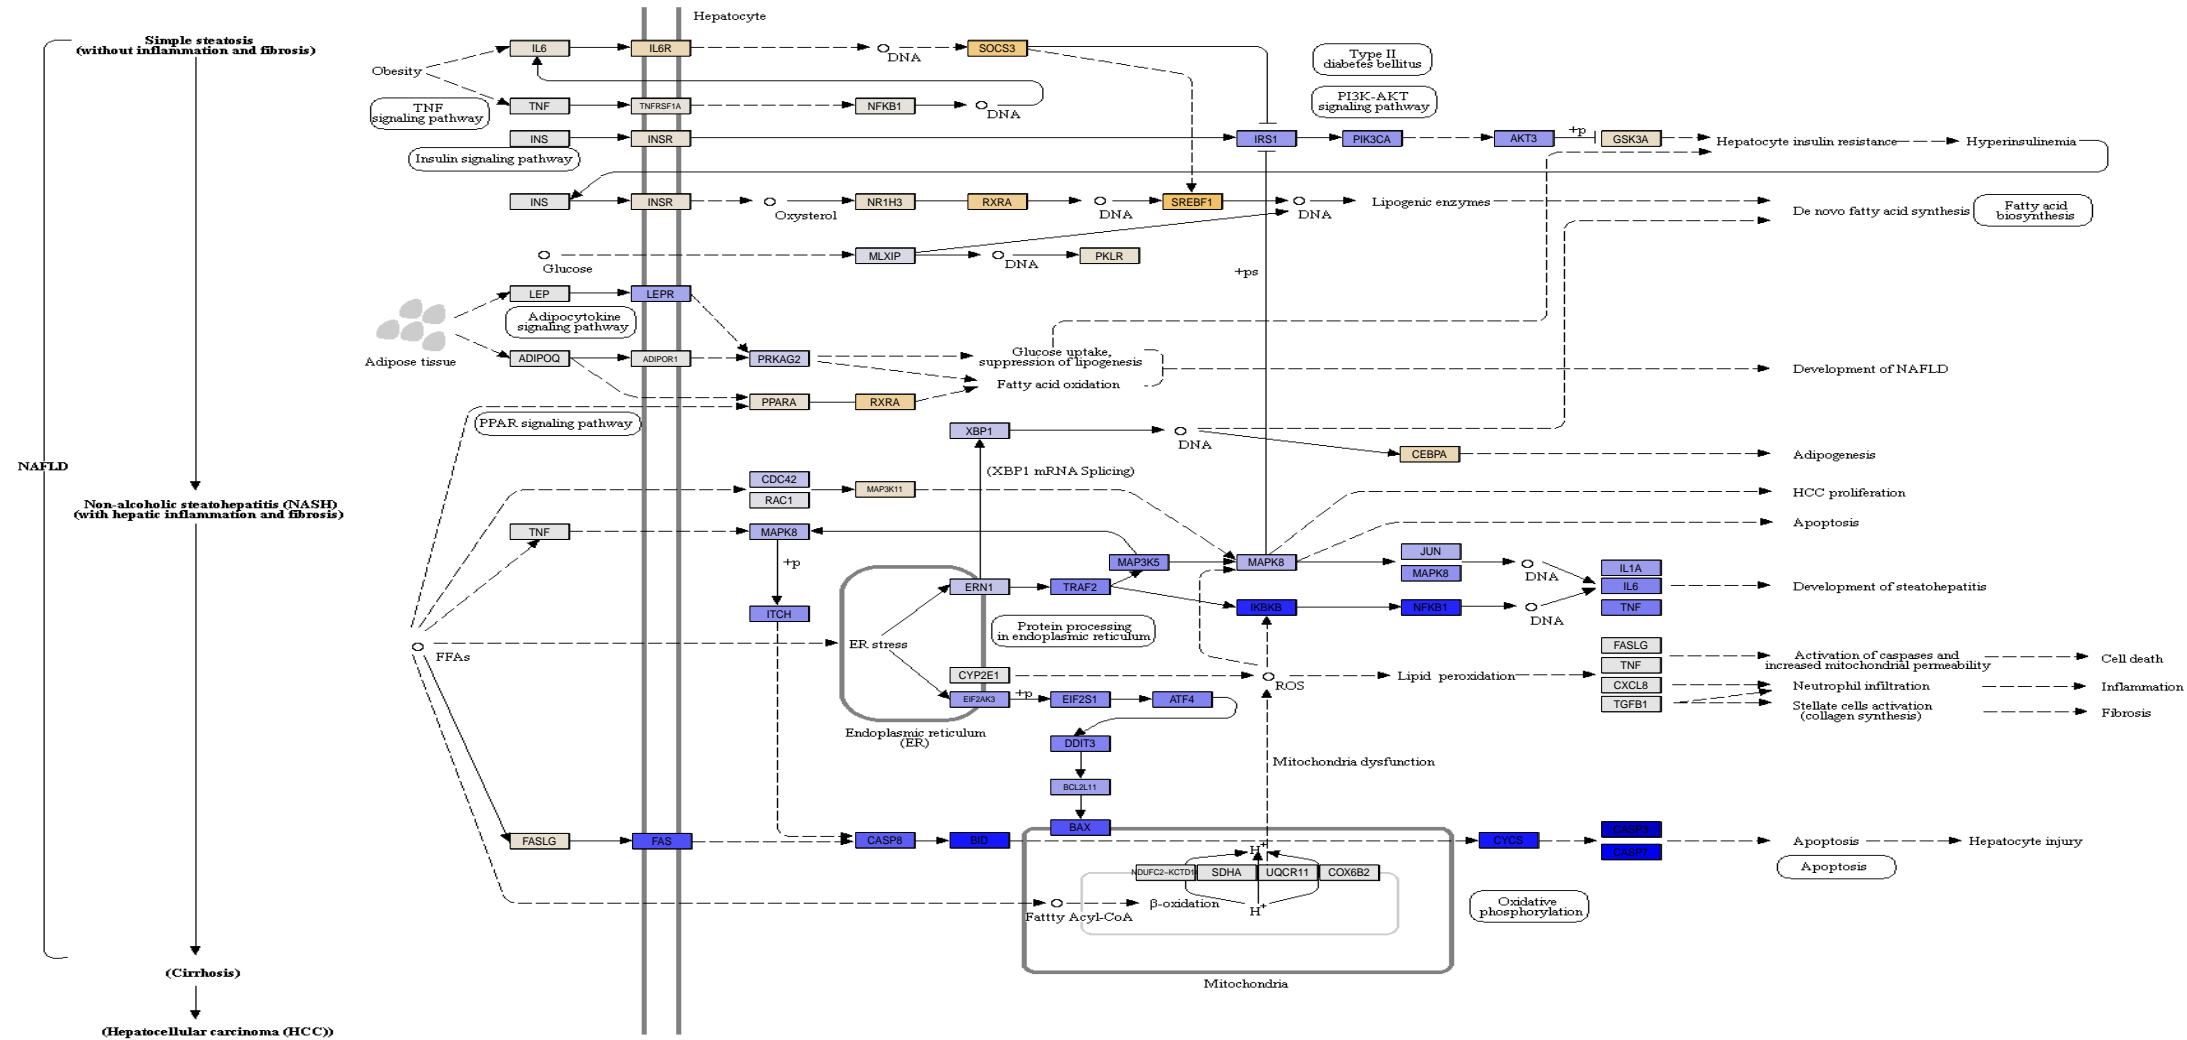 Hepatocyte
Simple steatosis
(without inflammation and fibrosis)
NAFLD
Non-alcoholic steatohepatitis (NASH)
(with hepatic inflammation and fibrosis)
(Cirrhosis)
(Hepatocellular carcinoma (HCC))
Obesity
IL6
IL6R
DNA
SOCS3
Type II
diabetes bellitus
TNF
signaling pathway
TNF
TNFRSF1A
NFKB1
DNA
PI3K-AKT
signaling pathway
INS
INSR
IRS1
PIK3CA
AKT3
+p
GSK3A
Hepatocyte insulin resistance
Hyperinsulinemia
Insulin signaling pathway
INS
INSR
Oxysterol
NR1H3
RXRA
DNA
SREBF1
DNA
Lipogenic enzymes
De novo fatty acid synthesis
Fatty acid
biosynthesis
Glucose
MLXIP
DNA
PKLR
+ps
LEP
LEPR
Adipocytokine
signaling pathway
Adipose tissue
ADIPOQ
ADIPOR1
PRKAG2
Glucose uptake,
suppression of lipogenesis
Fatty acid oxidation
Development of NAFLD
PPARA
RXRA
PPAR signaling pathway
XBP1
DNA
CEBPA
Adipogenesis
(XBP1 mRNA Splicing)
CDC42
RAC1
MAP3K11
HCC proliferation
TNF
MAPK8
Apoptosis
+p
MAP3K5
MAPK8
JUN
MAPK8
DNA
IL1A
IL6
TNF
Development of steatohepatitis
ERN1
TRAF2
IKBKB
NFKB1
DNA
ITCH
Protein processing
in endoplasmic reticulum
ER stress
FFAs
CYP2E1
ROS
Lipid peroxidation
FASLG
TNF
CXCL8
TGFB1
Activation of caspases and
increased mitochondrial permeability
Cell death
Neutrophil infiltration
Inflammation
Stellate cells activation
(collagen synthesis)
Fibrosis
EIF2AK3
+p
EIF2S1
ATF4
Endoplasmic reticulum
(ER)
DDIT3
Mitochondria dysfunction
BCL2L11
BAX
FASLG
FAS
CASP8
BID
CYCS
CASP3
CASP7
Apoptosis
Hepatocyte injury
Apoptosis
H+
NDUFC2-KCTD1
SDHA
UQCR11
COX6B2
Fattty Acyl-CoA
β-oxidation
H+
Oxidative
phosphorylation
Mitochondria